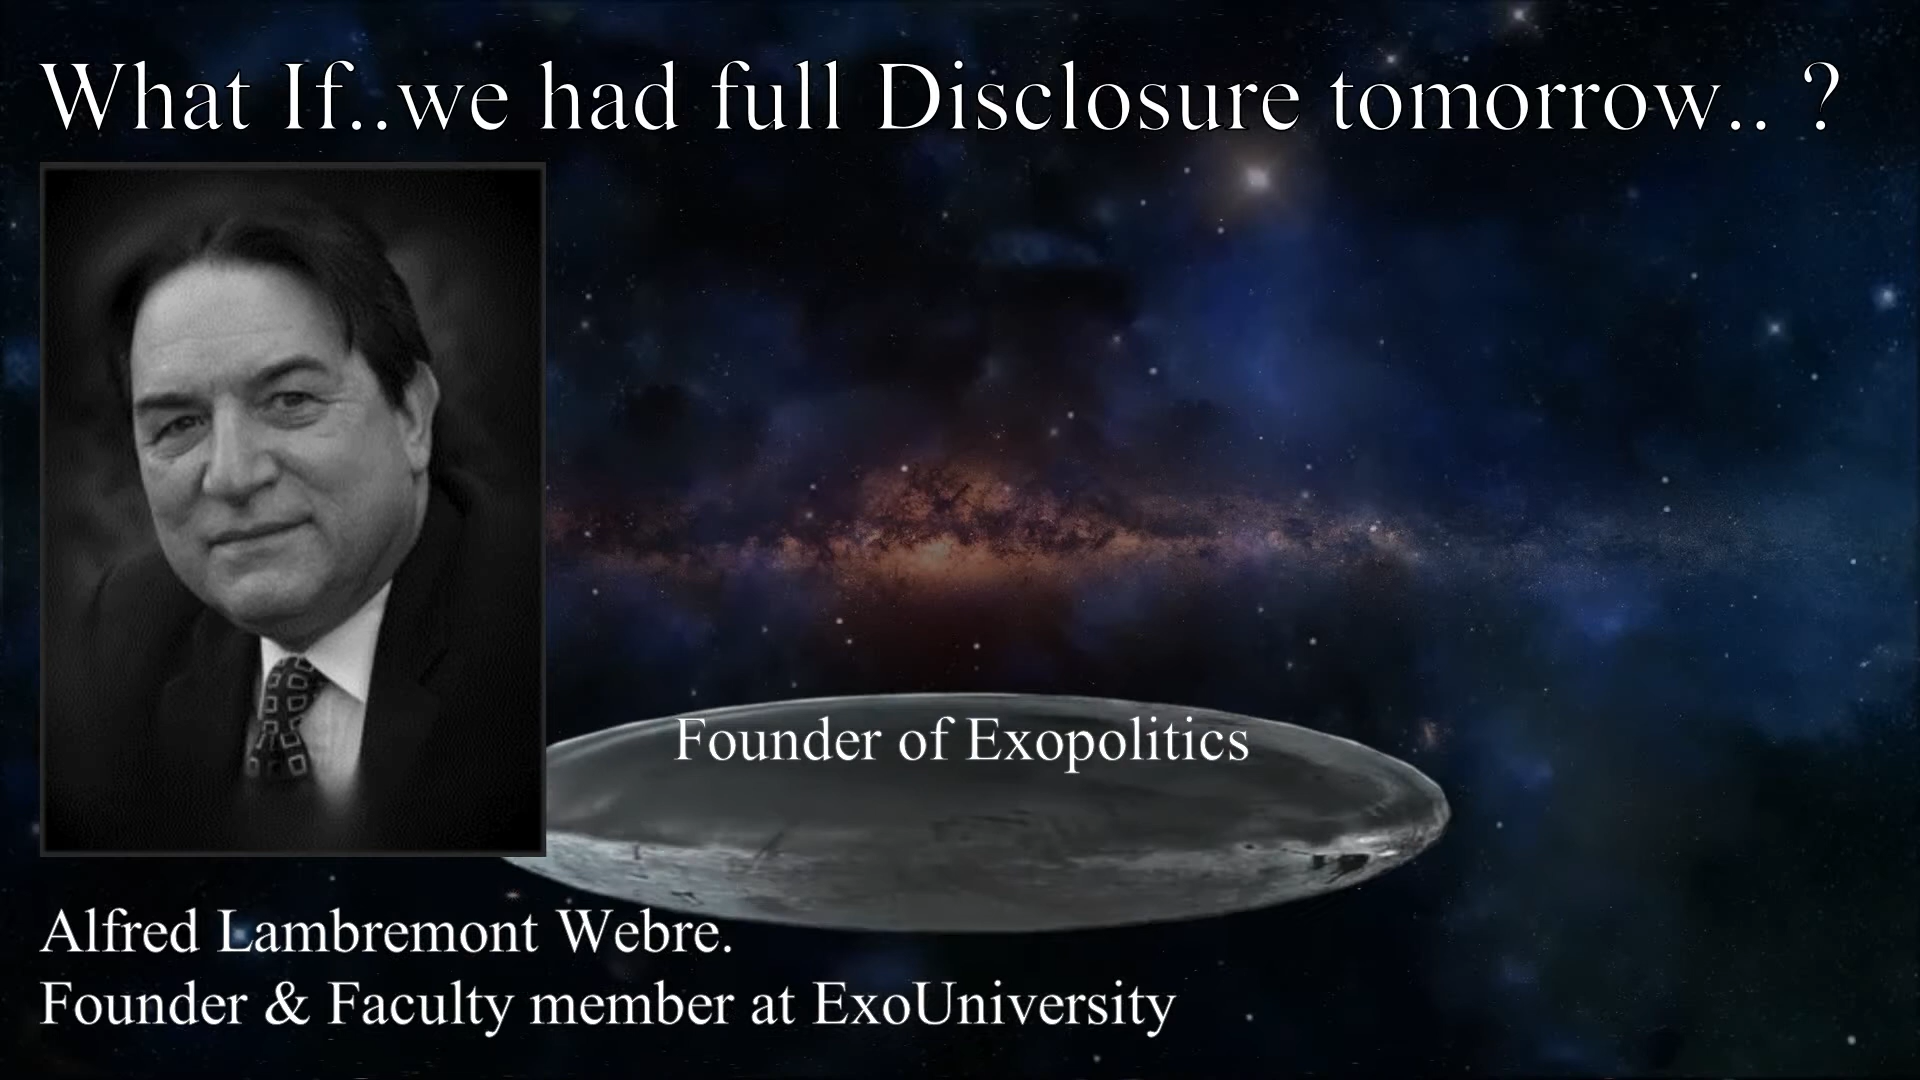 What If..we had full Disclosure tomorrow.. ?
Founder of Exopolitics
Alfred Lambremont Webre.
Founder & Faculty member at ExoUniversity